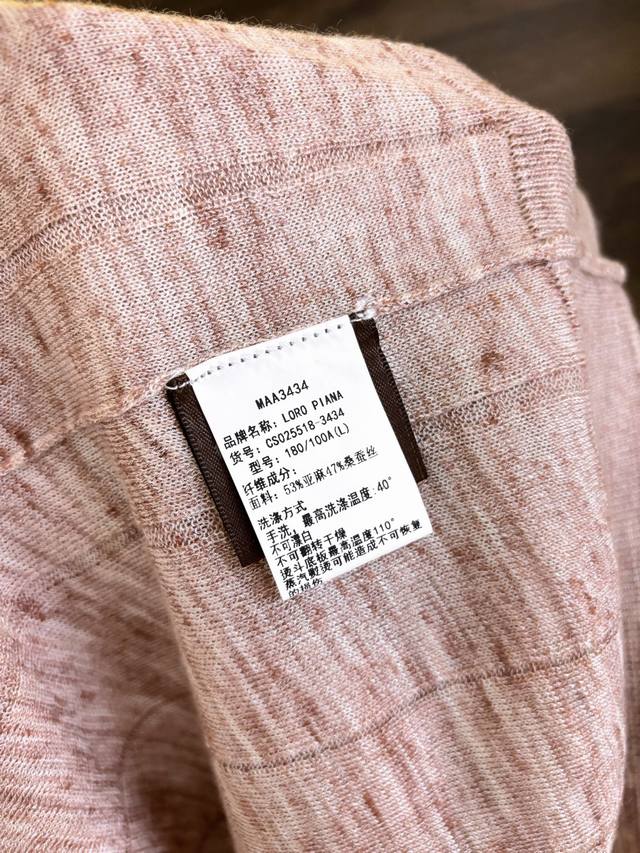 MAA3434
品牌名称: LORO PIANA
货号: CS025518-3434
型号: 180/100A(L)
纤维成分:
面料: 53%亚麻47%桑蚕丝
洗涤方式
手洗, 最高洗涤温度:40°
不可漂白
不可翻转干燥
熨斗底板最高温度110°
蒸汽熨烫可能造成不可恢复
的损伤